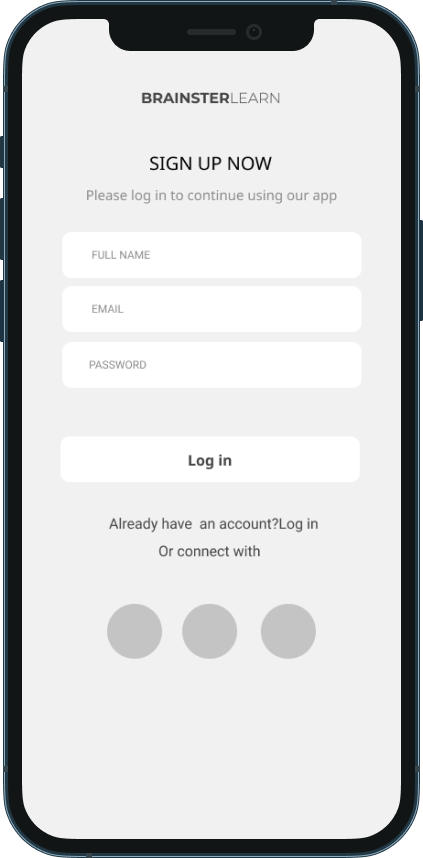 BRAINSTERLEARN
SIGN UP NOW
Please log in to continue using our app
FULL NAME
EMAIL
PASSWORD
Log in
Already have  an account?Log in
Or connect with